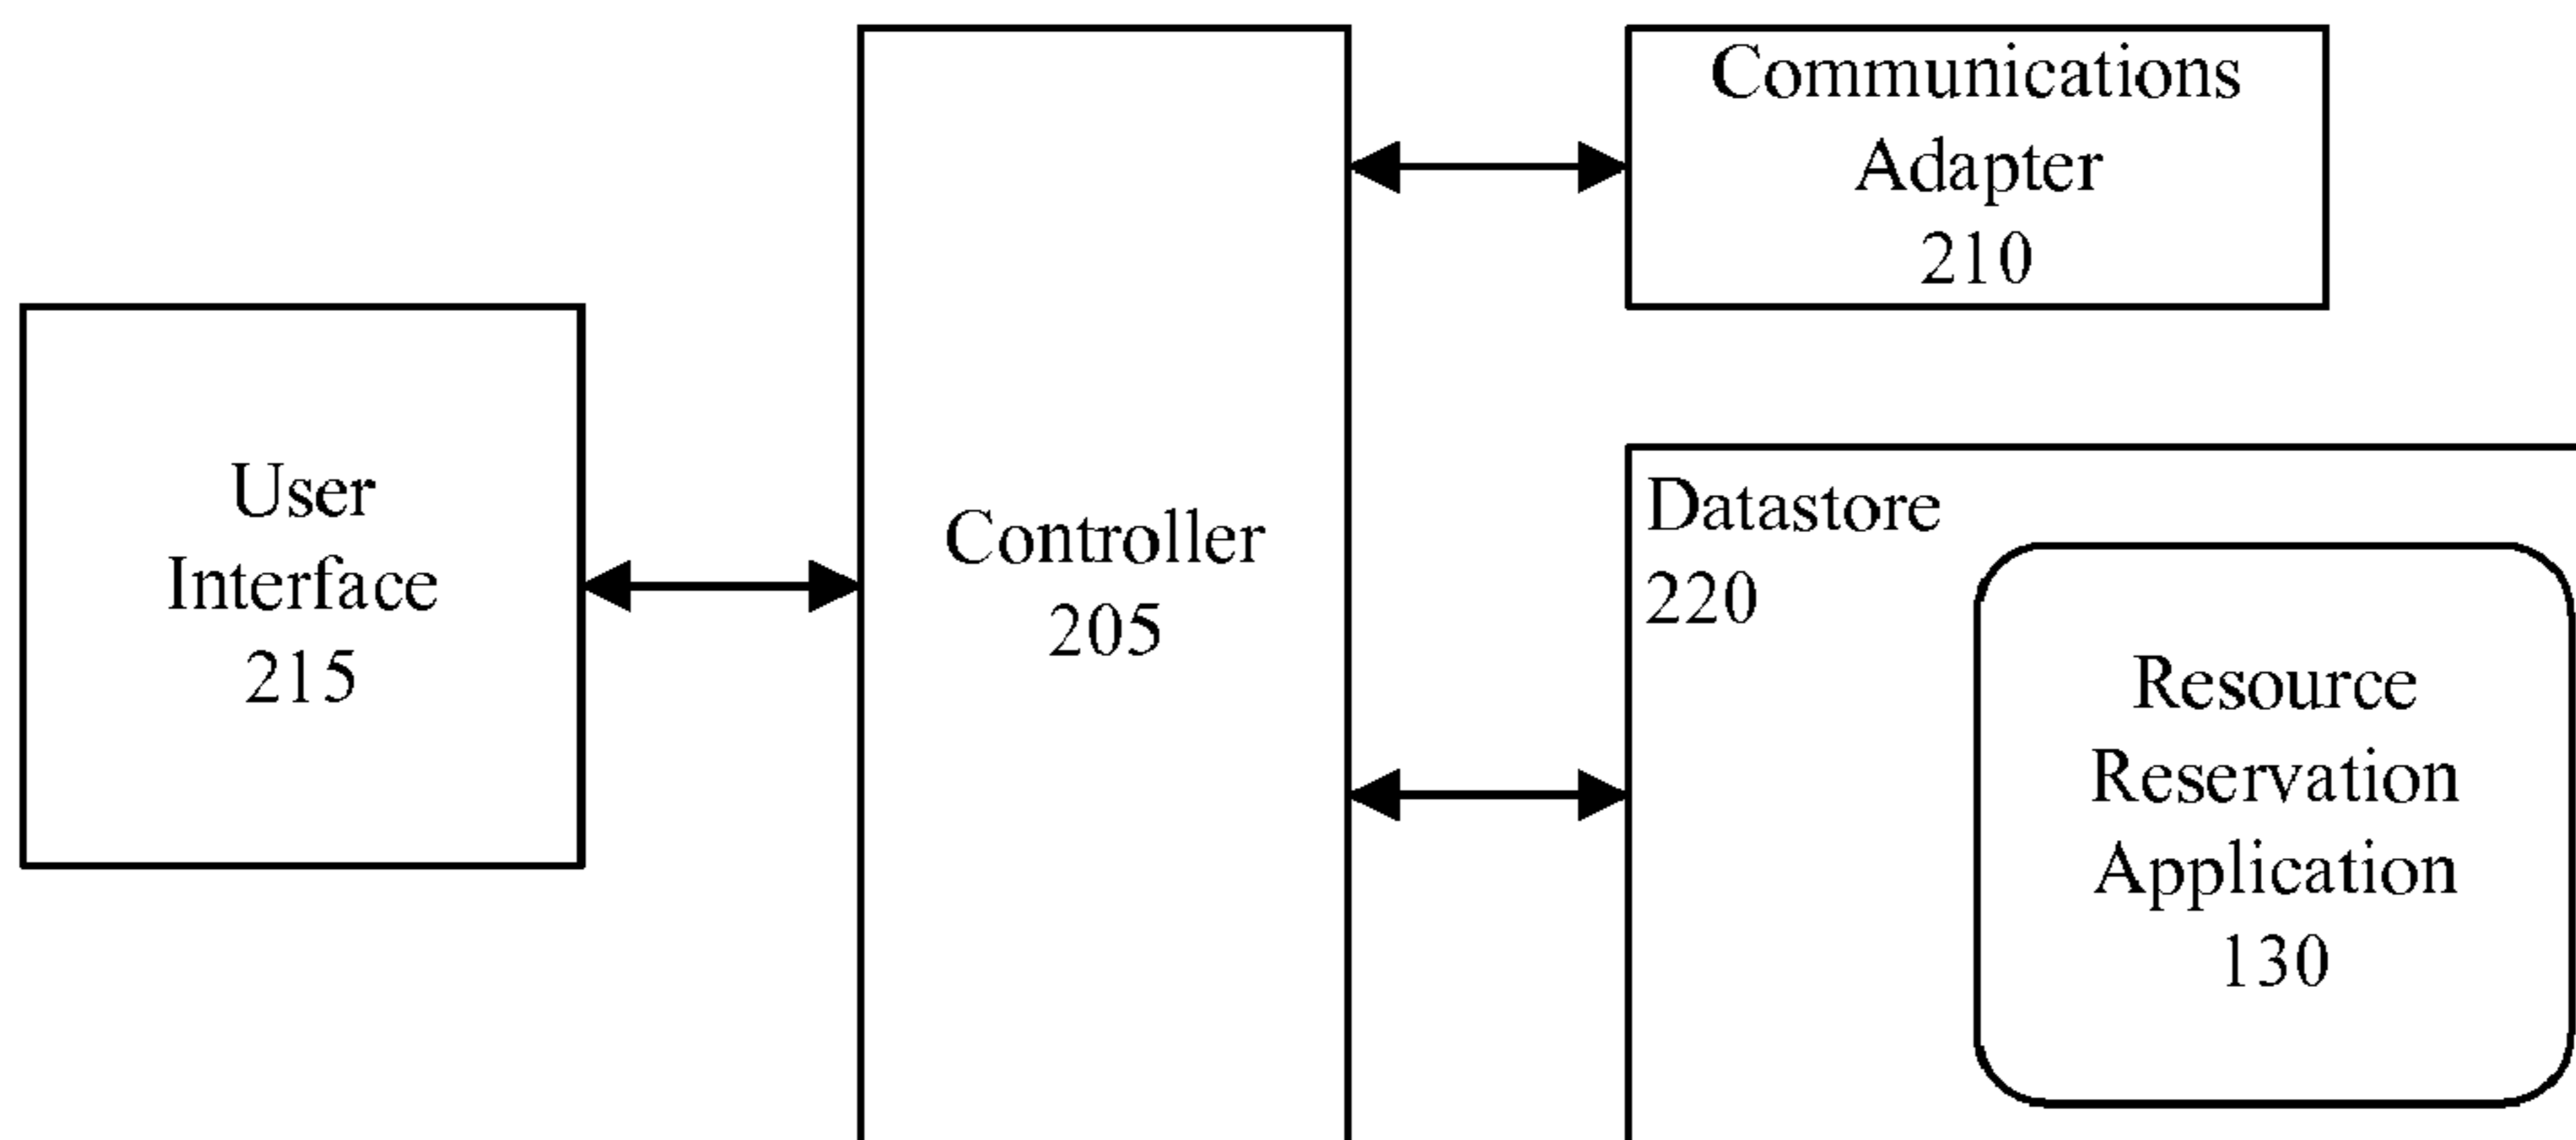 User
Interface
215
Controller
205
Communications
Adapter
210
Datastore
220
Resource
Reservation
Application
130